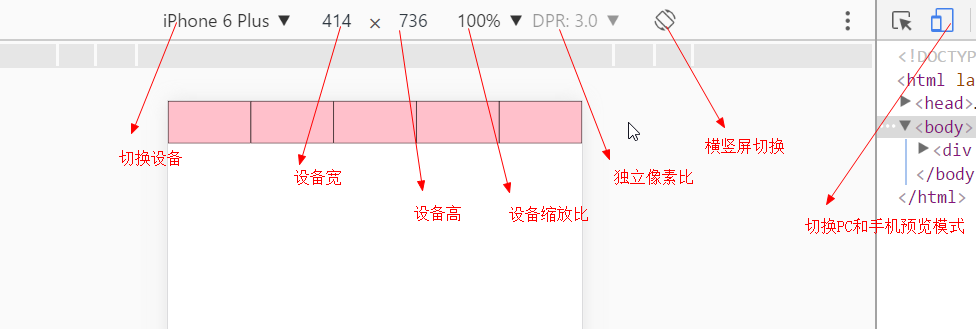 iPhone 6 Plus ▼ 414 × 736 100% ▼ DPR: 3.0 ▼
<!DOCTYP
<html la
▶<head>…
▼<body>
▶<div
</body
</html>
切换设备
设备宽
设备高
设备缩放比
独立像素比
横竖屏切换
切换PC和手机预览模式